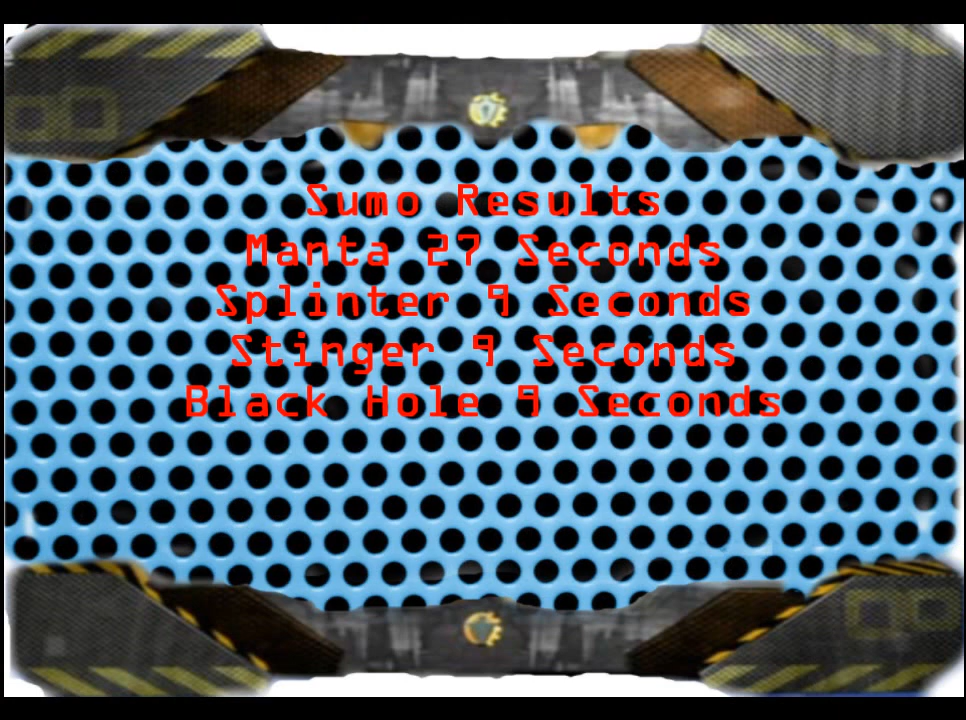 Sumo Results
Manta 27 Seconds
Splinter 9 Seconds
Stinger 9 Seconds
Black Hole 9 Seconds